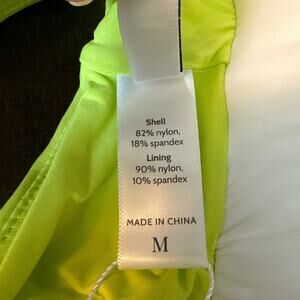 Shell
82% nylon,
18% spandex
Lining
90% nylon,
10% spandex
MADE IN CHINA
M